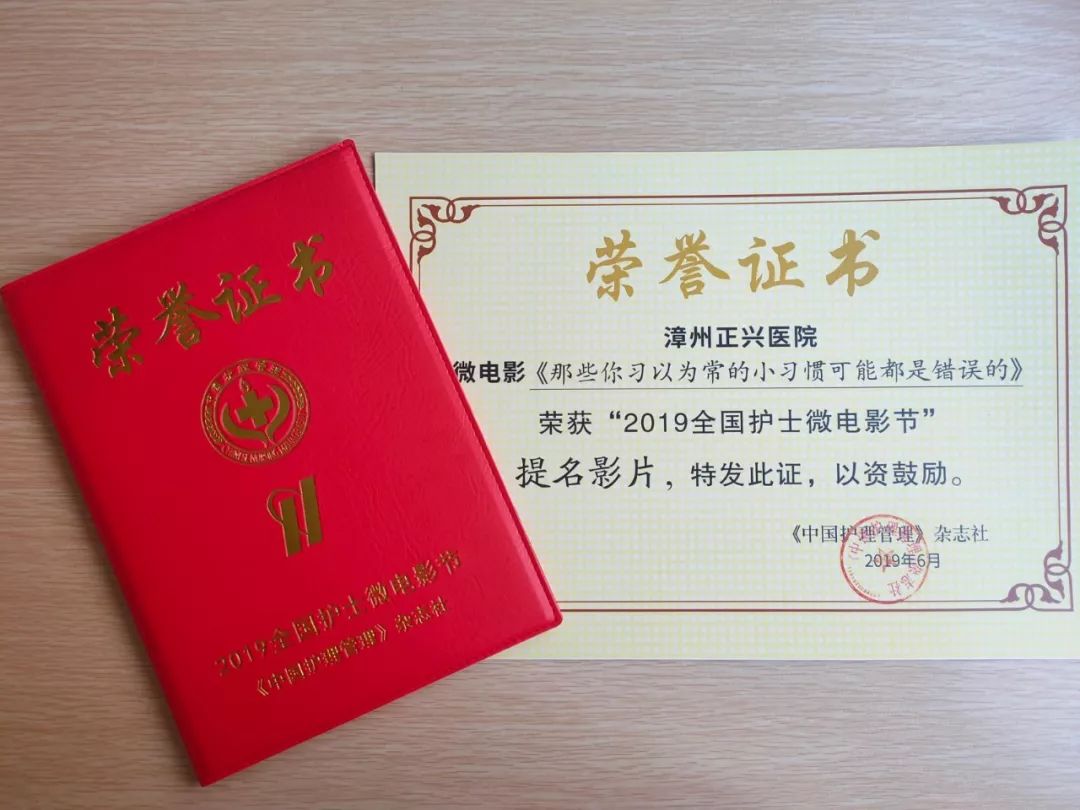 荣誉证书
2019全国护士微电影节
《中国护理管理》杂志社
荣誉证书
漳州正兴医院
微电影《那些你习以为常的小习惯可能都是错误的》
荣获“2019全国护士微电影节”
提名影片，特发此证，以资鼓励。
《中国护理管理》杂志社
2019年6月